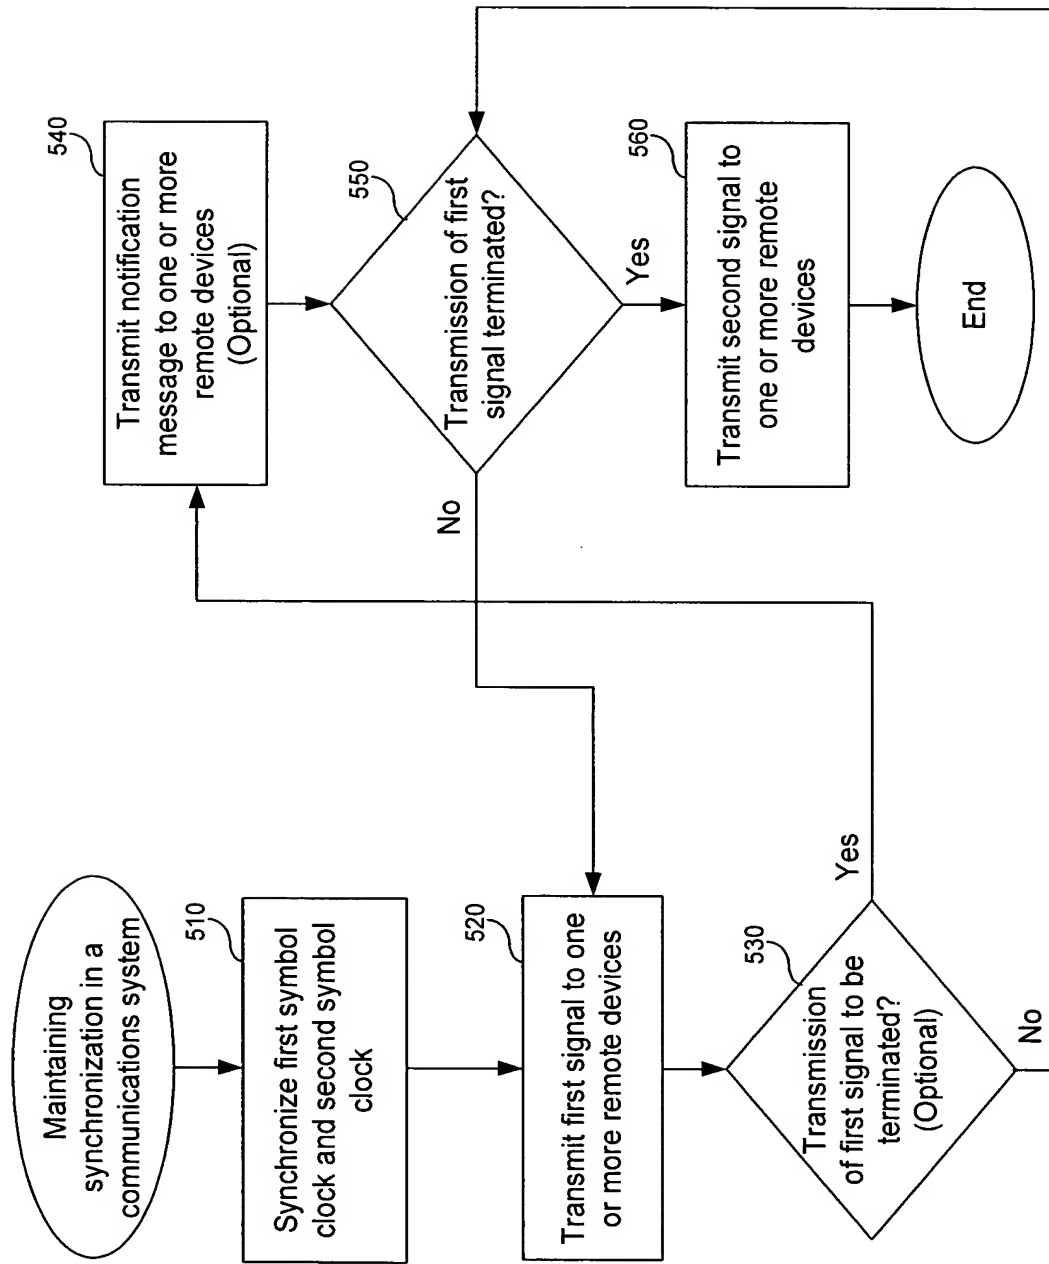 Maintaining
synchronization in a
communications system
510
Synchronize first symbol
clock and second symbol
clock
520
Transmit first signal to one
or more remote devices
530
Transmission
of first signal to be
terminated?
(Optional)
Yes
No
540
Transmit notification
message to one or more
remote devices
(Optional)
550
Transmission of first
signal terminated?
No
Yes
560
Transmit second signal to
one or more remote
devices
End